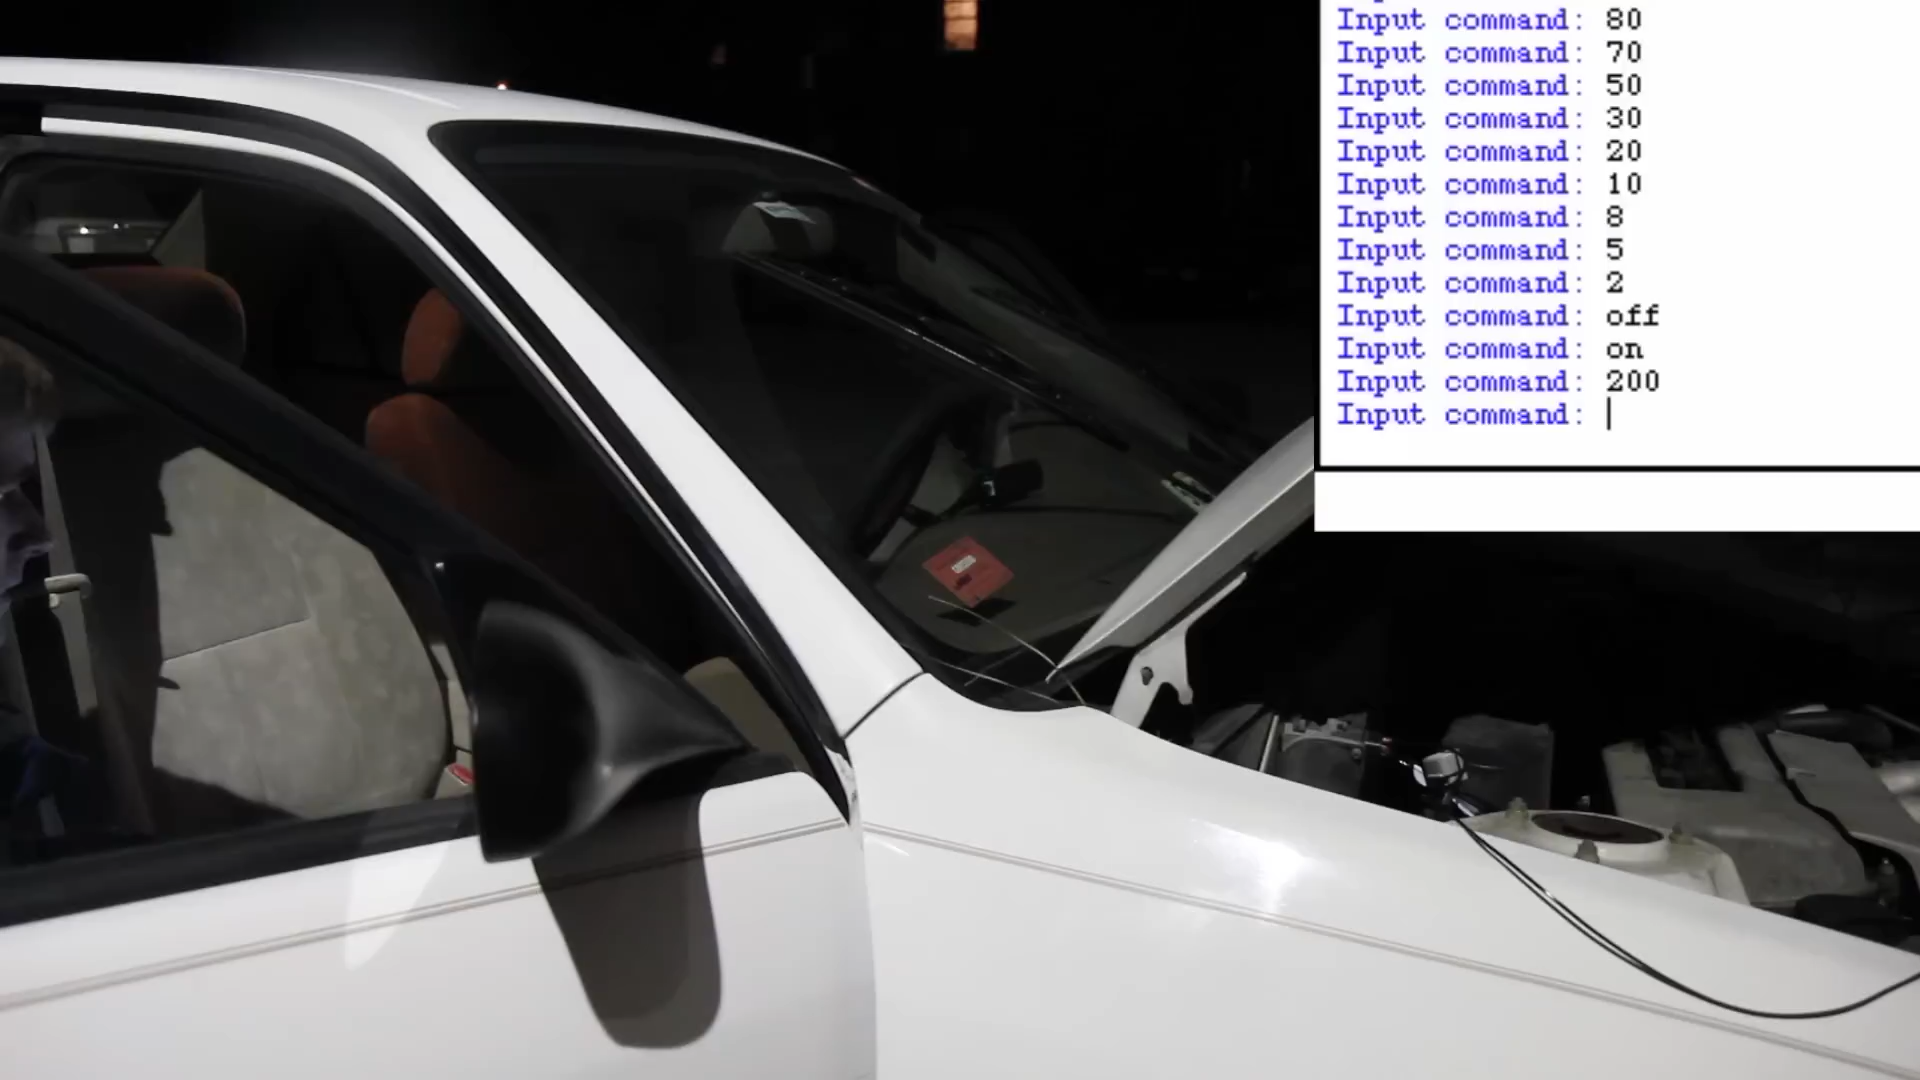 Input command: 80
Input command: 70
Input command: 50
Input command: 30
Input command: 20
Input command: 10
Input command: 8
Input command: 5
Input command: 2
Input command: off
Input command: on
Input command: 200
Input command: